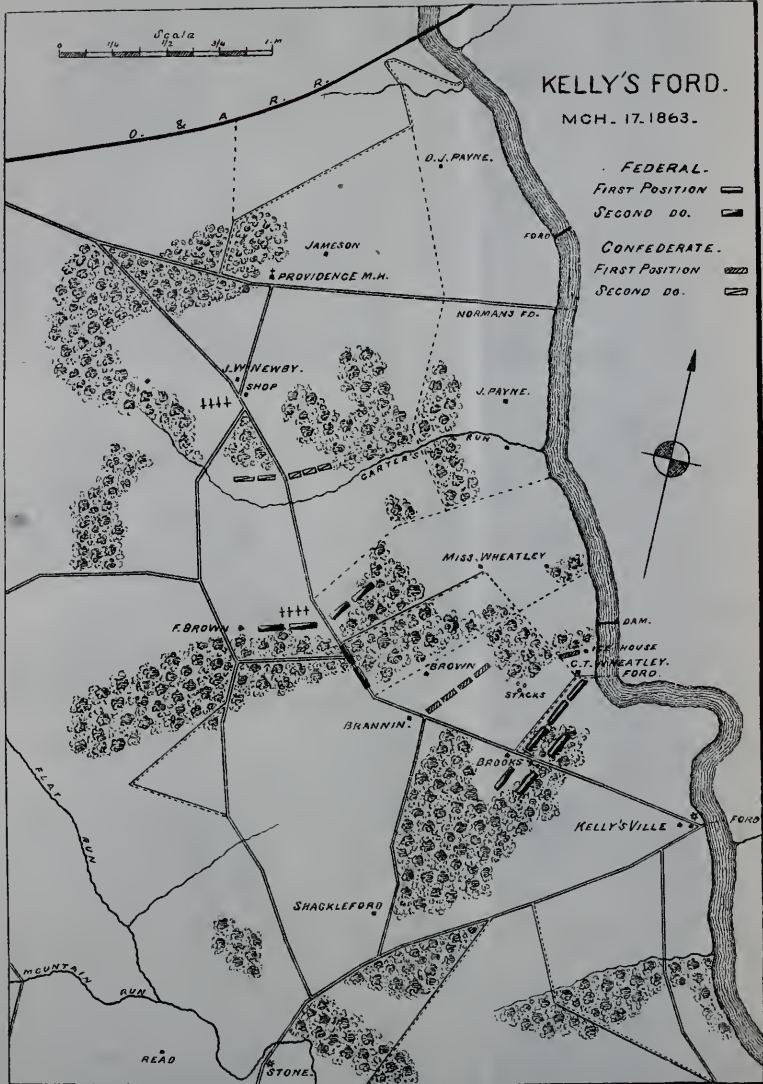 Scala
0 1/4 1/2 3/4 1-M
KELLY'S FORD.
MCH. 17. 1863.
FEDERAL.
FIRST POSITION
SECOND DO.
CONFEDERATE.
FIRST POSITION
SECOND DO.
O. & A. R. R.
D.J. PAYNE.
FORD
JAMESON
PROVIDENCE M.H.
NORMANS FD.
J.W. NEWBY.
SHOP
J. PAYNE.
CARTER'S RUN
MISS. WHEATLEY
DAM.
F. BROWN
ICE HOUSE
C.T. WHEATLEY.
FORD.
BROWN
STACKS
BRANNIN.
BROOKS
KELLY'S VILLE
FORD
FLAT RUN
SHACKLEFORD
MOUNTAIN RUN
READ
STONE.